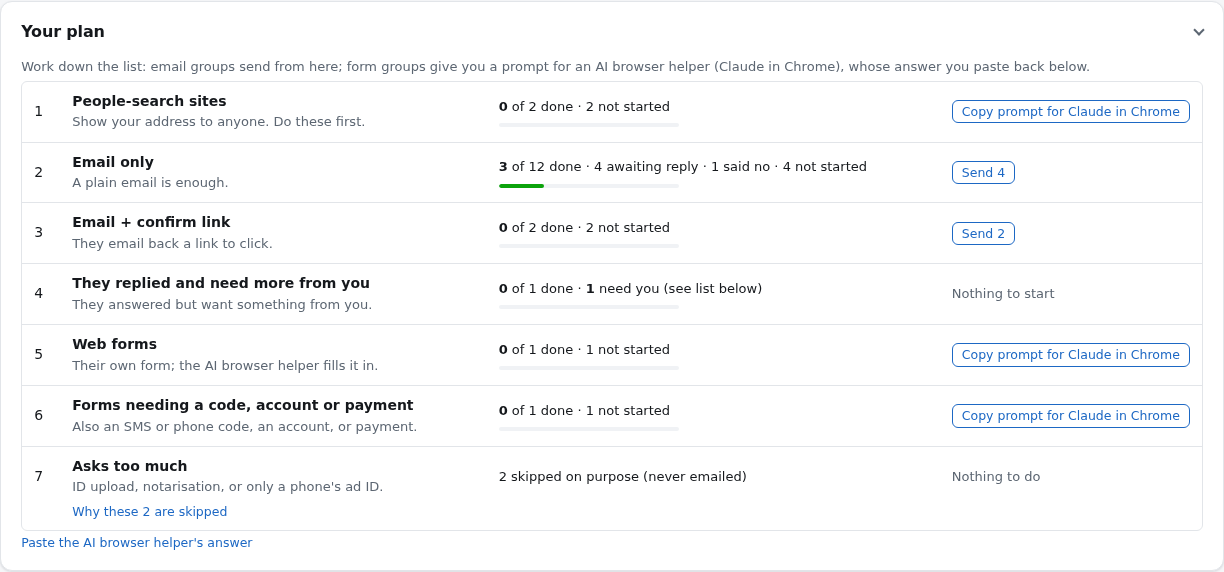 Your plan
Work down the list: email groups send from here; form groups give you a prompt for an AI browser helper (Claude in Chrome), whose answer you paste back below.
1
People-search sites
Show your address to anyone. Do these first.
0 of 2 done · 2 not started
Copy prompt for Claude in Chrome
2
Email only
A plain email is enough.
3 of 12 done · 4 awaiting reply · 1 said no · 4 not started
Send 4
3
Email + confirm link
They email back a link to click.
0 of 2 done · 2 not started
Send 2
4
They replied and need more from you
They answered but want something from you.
0 of 1 done · 1 need you (see list below)
Nothing to start
5
Web forms
Their own form; the AI browser helper fills it in.
0 of 1 done · 1 not started
Copy prompt for Claude in Chrome
6
Forms needing a code, account or payment
Also an SMS or phone code, an account, or payment.
0 of 1 done · 1 not started
Copy prompt for Claude in Chrome
7
Asks too much
ID upload, notarisation, or only a phone's ad ID.
Why these 2 are skipped
2 skipped on purpose (never emailed)
Nothing to do
Paste the AI browser helper's answer